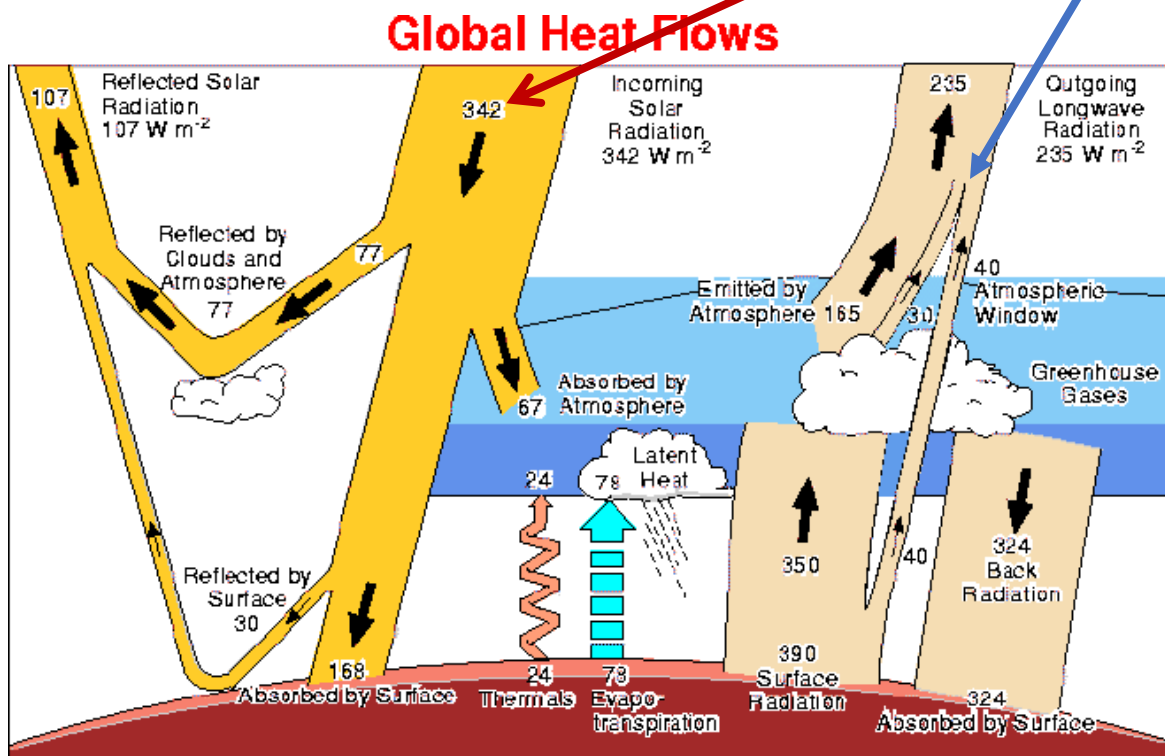 Global Heat Flows
107
Reflected Solar
Radiation
107 W m-2
342
Incoming
Solar
Radiation
342 W m-2
235
Outgoing
Longwave
Radiation
235 W m-2
Reflected by
Clouds and
Atmosphere
77
77
Emitted by
Atmosphere
165
30
40
Atmospheric
Window
Greenhouse
Gases
67
Absorbed by
Atmosphere
24
78
Latent
Heat
350
40
324
Back
Radiation
Reflected by
Surface
30
168
Absorbed by Surface
24
Thermals
78
Evapo-
transpiration
390
Surface
Radiation
324
Absorbed by Surface